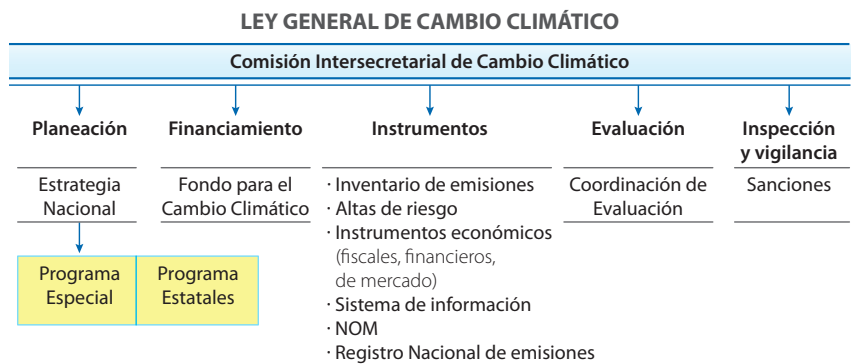 LEY GENERAL DE CAMBIO CLIMÁTICO
Comisión Intersecretarial de Cambio Climático
Planeación
Estrategia
Nacional
Programa
Especial
Programa
Estatales
Financiamiento
Fondo para el
Cambio Climático
Instrumentos
· Inventario de emisiones
· Altas de riesgo
· Instrumentos económicos
(fiscales, financieros,
de mercado)
· Sistema de información
· NOM
· Registro Nacional de emisiones
Evaluación
Coordinación de
Evaluación
Inspección
y vigilancia
Sanciones